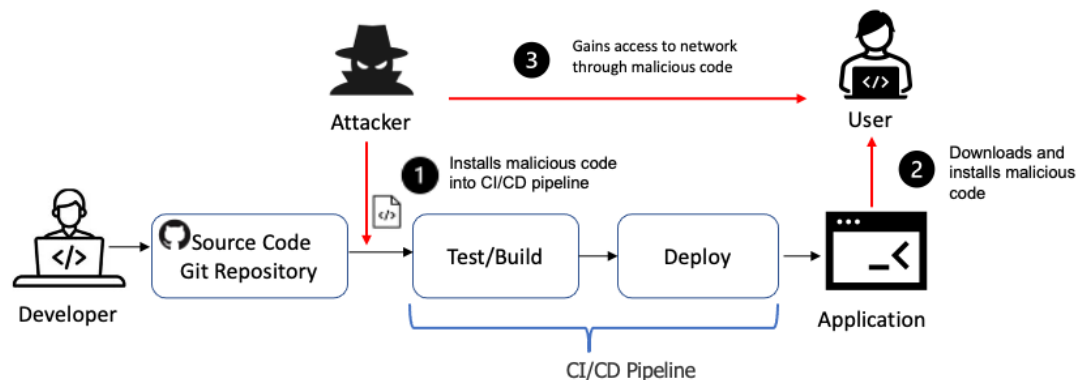 3
Gains access to network
through malicious code
Attacker
User
1
Installs malicious code
into CI/CD pipeline
2
Downloads and
installs malicious
code
</>
</>
</>
</>
Source Code
Git Repository
Test/Build
Deploy
_<
Developer
Application
CI/CD Pipeline